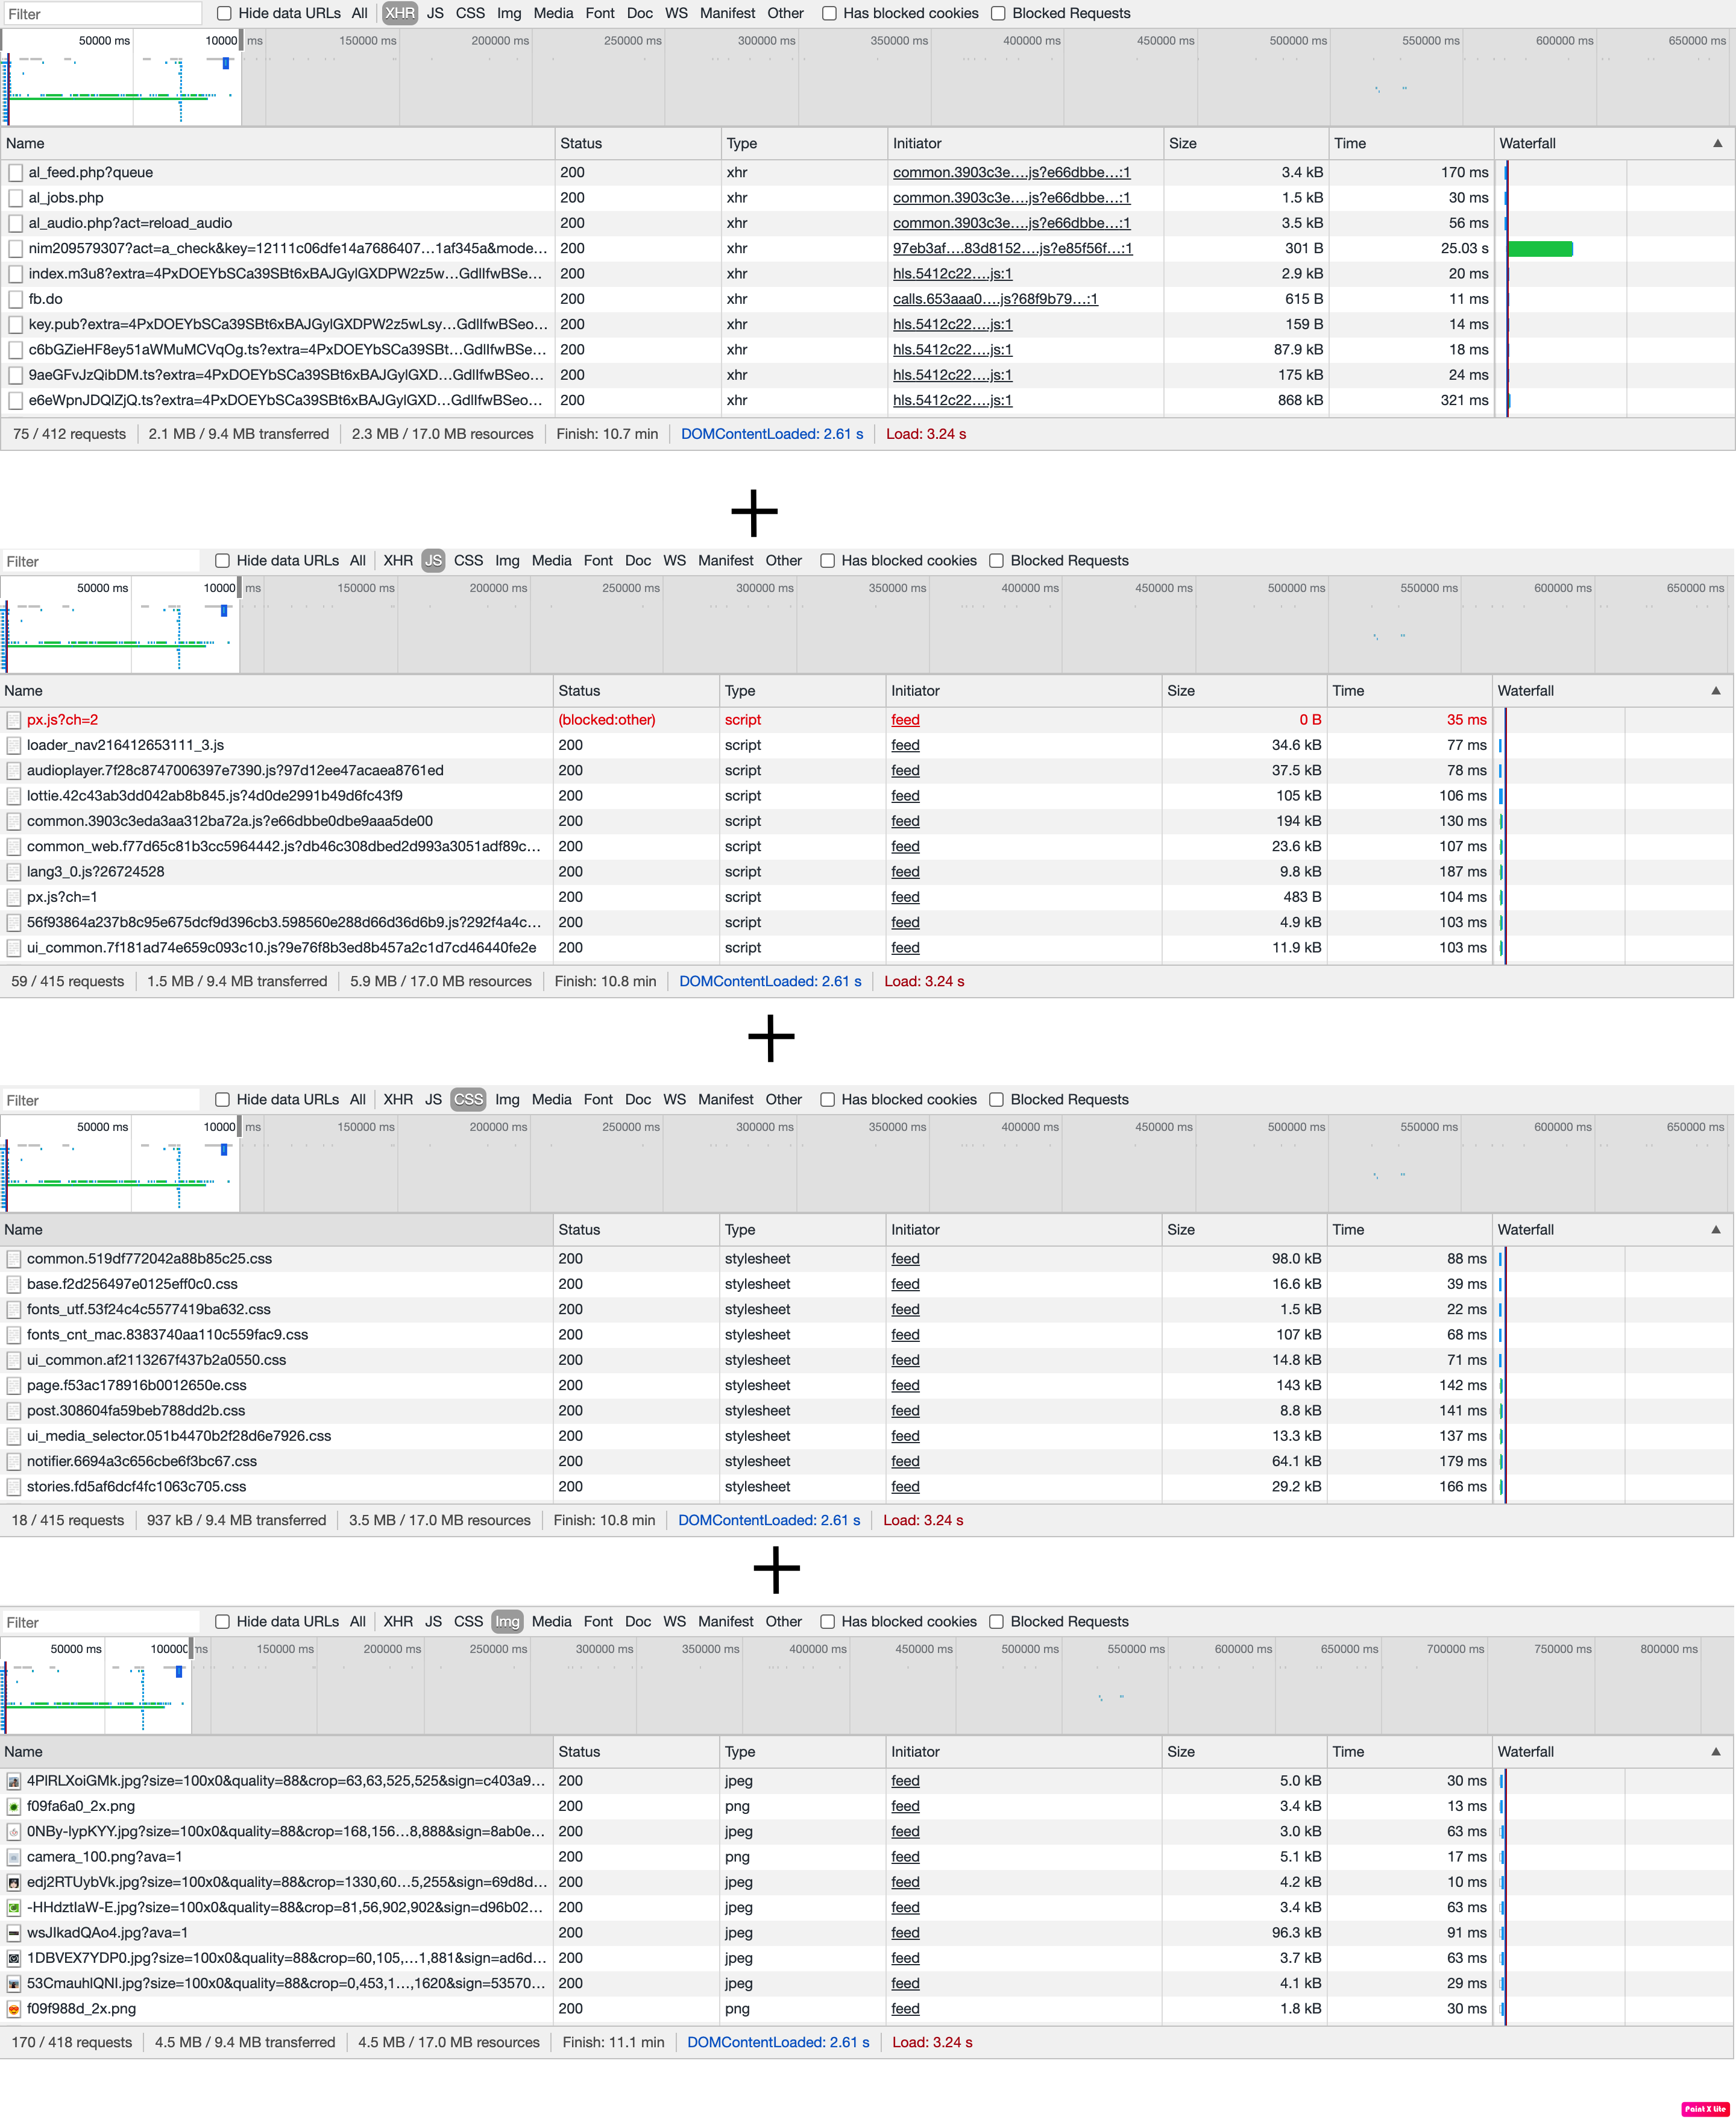 Filter Hide data URLs All XHR JS CSS Img Media Font Doc WS Manifest Other Has blocked cookies Blocked Requests
50000 ms 10000 ms 150000 ms 200000 ms 250000 ms 300000 ms 350000 ms 400000 ms 450000 ms 500000 ms 550000 ms 600000 ms 650000 ms
Name Status Type Initiator Size Time Waterfall
al_feed.php?queue 200 xhr common.3903c3e….js?e66dbbe…:1 3.4 kB 170 ms
al_jobs.php 200 xhr common.3903c3e….js?e66dbbe…:1 1.5 kB 30 ms
al_audio.php?act=reload_audio 200 xhr common.3903c3e….js?e66dbbe…:1 3.5 kB 56 ms
nim209579307?act=a_check&key=12111c06dfe14a7686407…1af345a&mode… 200 xhr 97eb3af….83d8152….js?e85f56f…:1 301 B 25.03 s
index.m3u8?extra=4PxDOEYbSCa39SBt6xBAJGylGXDPW2z5w…GdlIfwBSe… 200 xhr hls.5412c22….js:1 2.9 kB 20 ms
fb.do 200 xhr calls.653aaa0….js?68f9b79…:1 615 B 11 ms
key.pub?extra=4PxDOEYbSCa39SBt6xBAJGylGXDPW2z5wLsy…GdlIfwBSeo… 200 xhr hls.5412c22….js:1 159 B 14 ms
c6bGZieHF8ey51aWMuMCVqOg.ts?extra=4PxDOEYbSCa39SBt…GdlIfwBSe… 200 xhr hls.5412c22….js:1 87.9 kB 18 ms
9aeGFvJzQibDM.ts?extra=4PxDOEYbSCa39SBt6xBAJGylGXD…GdlIfwBSeo… 200 xhr hls.5412c22….js:1 175 kB 24 ms
e6eWpnJDQlZjQ.ts?extra=4PxDOEYbSCa39SBt6xBAJGylGXD…GdlIfwBSeo… 200 xhr hls.5412c22….js:1 868 kB 321 ms
75 / 412 requests 2.1 MB / 9.4 MB transferred 2.3 MB / 17.0 MB resources Finish: 10.7 min DOMContentLoaded: 2.61 s Load: 3.24 s
+
Filter Hide data URLs All XHR JS CSS Img Media Font Doc WS Manifest Other Has blocked cookies Blocked Requests
50000 ms 10000 ms 150000 ms 200000 ms 250000 ms 300000 ms 350000 ms 400000 ms 450000 ms 500000 ms 550000 ms 600000 ms 650000 ms
Name Status Type Initiator Size Time Waterfall
px.js?ch=2 (blocked:other) script feed 0 B 35 ms
loader_nav216412653111_3.js 200 script feed 34.6 kB 77 ms
audioplayer.7f28c8747006397e7390.js?97d12ee47acaea8761ed 200 script feed 37.5 kB 78 ms
lottie.42c43ab3dd042ab8b845.js?4d0de2991b49d6fc43f9 200 script feed 105 kB 106 ms
common.3903c3eda3aa312ba72a.js?e66dbbe0dbe9aaa5de00 200 script feed 194 kB 130 ms
common_web.f77d65c81b3cc5964442.js?db46c308dbed2d993a3051adf89c… 200 script feed 23.6 kB 107 ms
lang3_0.js?26724528 200 script feed 9.8 kB 187 ms
px.js?ch=1 200 script feed 483 B 104 ms
56f93864a237b8c95e675dcf9d396cb3.598560e288d66d36d6b9.js?292f4a4c… 200 script feed 4.9 kB 103 ms
ui_common.7f181ad74e659c093c10.js?9e76f8b3ed8b457a2c1d7cd46440fe2e 200 script feed 11.9 kB 103 ms
59 / 415 requests 1.5 MB / 9.4 MB transferred 5.9 MB / 17.0 MB resources Finish: 10.8 min DOMContentLoaded: 2.61 s Load: 3.24 s
+
Filter Hide data URLs All XHR JS CSS Img Media Font Doc WS Manifest Other Has blocked cookies Blocked Requests
50000 ms 10000 ms 150000 ms 200000 ms 250000 ms 300000 ms 350000 ms 400000 ms 450000 ms 500000 ms 550000 ms 600000 ms 650000 ms
Name Status Type Initiator Size Time Waterfall
common.519df772042a88b85c25.css 200 stylesheet feed 98.0 kB 88 ms
base.f2d256497e0125eff0c0.css 200 stylesheet feed 16.6 kB 39 ms
fonts_utf.53f24c4c5577419ba632.css 200 stylesheet feed 1.5 kB 22 ms
fonts_cnt_mac.8383740aa110c559fac9.css 200 stylesheet feed 107 kB 68 ms
ui_common.af2113267f437b2a0550.css 200 stylesheet feed 14.8 kB 71 ms
page.f53ac178916b0012650e.css 200 stylesheet feed 143 kB 142 ms
post.308604fa59beb788dd2b.css 200 stylesheet feed 8.8 kB 141 ms
ui_media_selector.051b4470b2f28d6e7926.css 200 stylesheet feed 13.3 kB 137 ms
notifier.6694a3c656cbe6f3bc67.css 200 stylesheet feed 64.1 kB 179 ms
stories.fd5af6dcf4fc1063c705.css 200 stylesheet feed 29.2 kB 166 ms
18 / 415 requests 937 kB / 9.4 MB transferred 3.5 MB / 17.0 MB resources Finish: 10.8 min DOMContentLoaded: 2.61 s Load: 3.24 s
+
Filter Hide data URLs All XHR JS CSS Img Media Font Doc WS Manifest Other Has blocked cookies Blocked Requests
50000 ms 100000 ms 150000 ms 200000 ms 250000 ms 300000 ms 350000 ms 400000 ms 450000 ms 500000 ms 550000 ms 600000 ms 650000 ms 700000 ms 750000 ms 800000 ms
Name Status Type Initiator Size Time Waterfall
4PlRLXoiGMk.jpg?size=100x0&quality=88&crop=63,63,525,525&sign=c403a9… 200 jpeg feed 5.0 kB 30 ms
f09fa6a0_2x.png 200 png feed 3.4 kB 13 ms
0NBy-lypKYY.jpg?size=100x0&quality=88&crop=168,156…8,888&sign=8ab0e… 200 jpeg feed 3.0 kB 63 ms
camera_100.png?ava=1 200 png feed 5.1 kB 17 ms
edj2RTUybVk.jpg?size=100x0&quality=88&crop=1330,60…5,255&sign=69d8d… 200 jpeg feed 4.2 kB 10 ms
-HHdztlaW-E.jpg?size=100x0&quality=88&crop=81,56,902,902&sign=d96b02… 200 jpeg feed 3.4 kB 63 ms
wsJlkadQAo4.jpg?ava=1 200 jpeg feed 96.3 kB 91 ms
1DBVEX7YDP0.jpg?size=100x0&quality=88&crop=60,105,…1,881&sign=ad6d… 200 jpeg feed 3.7 kB 63 ms
53CmauhlQNI.jpg?size=100x0&quality=88&crop=0,453,1…,1620&sign=53570… 200 jpeg feed 4.1 kB 29 ms
f09f988d_2x.png 200 png feed 1.8 kB 30 ms
170 / 418 requests 4.5 MB / 9.4 MB transferred 4.5 MB / 17.0 MB resources Finish: 11.1 min DOMContentLoaded: 2.61 s Load: 3.24 s
Paint X Lite